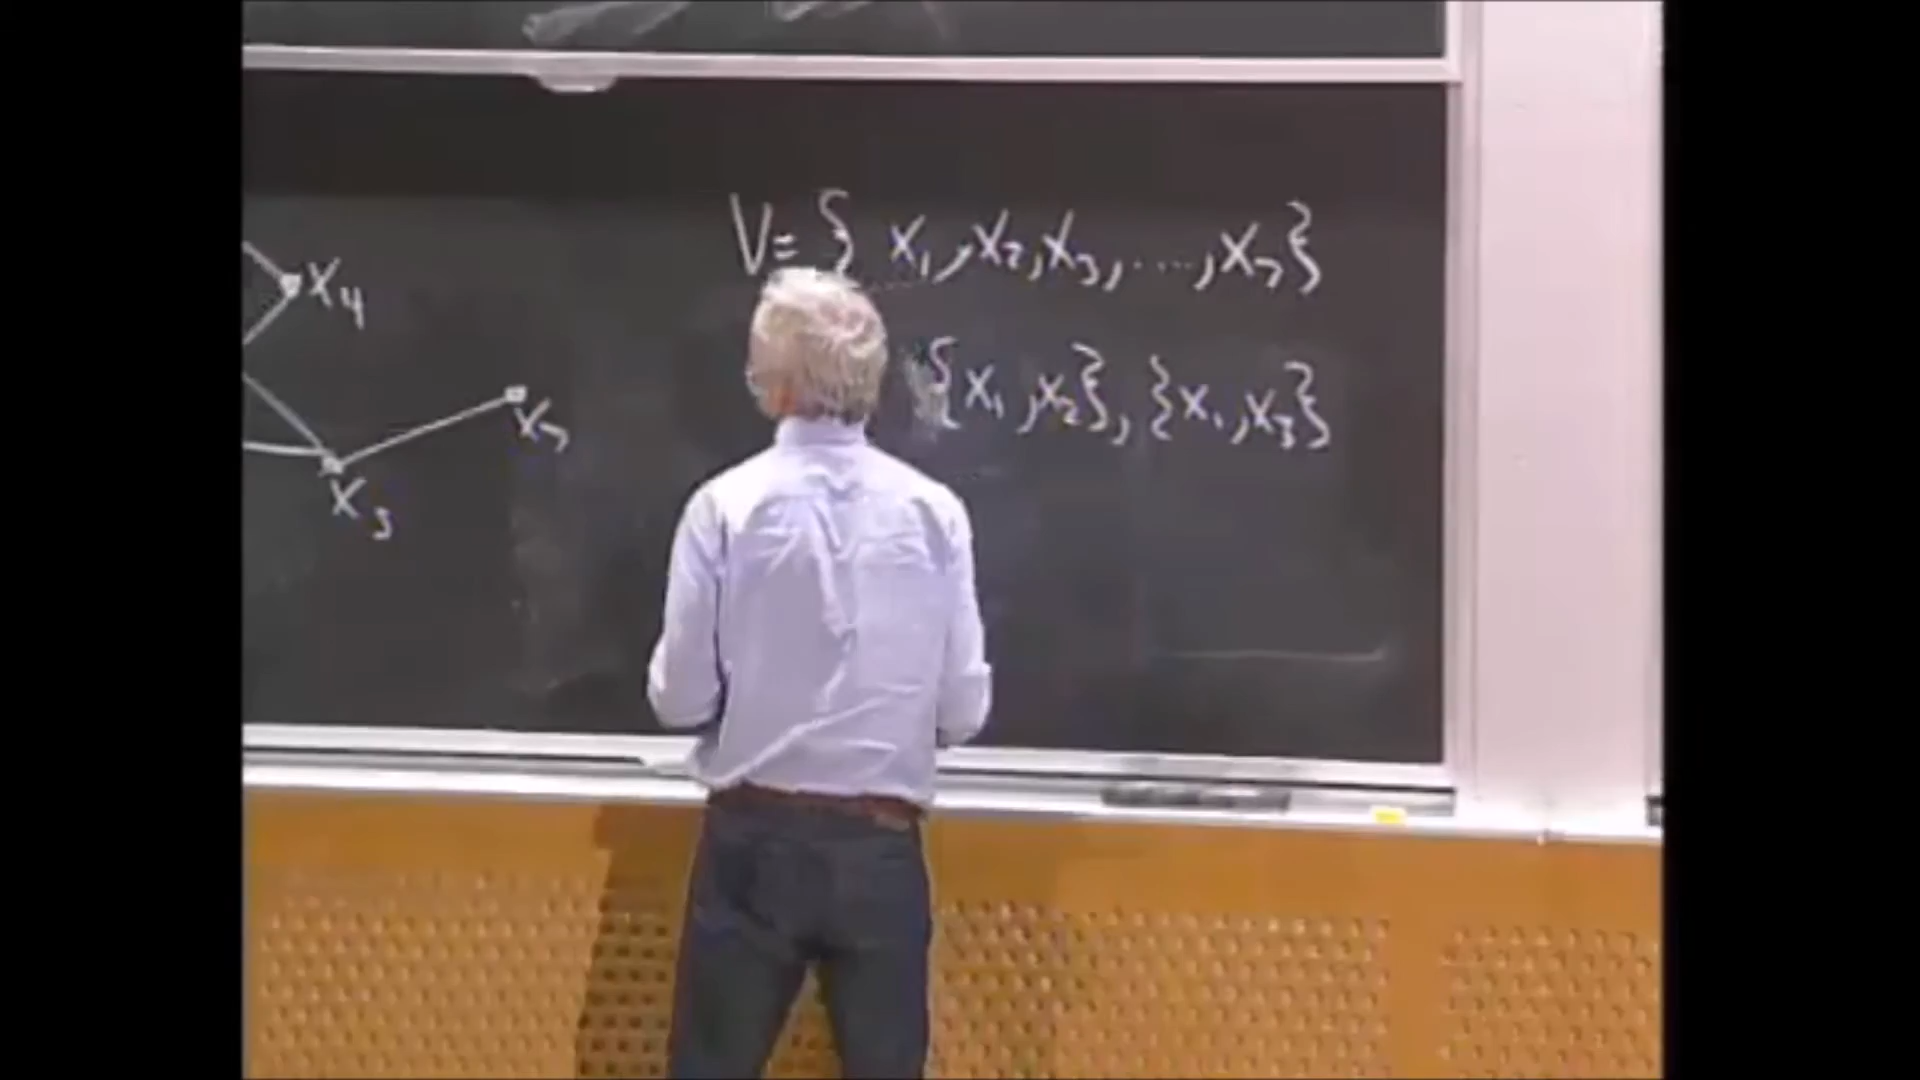 V = { x₁, x₂, x₃, ...., x₇ }
{x₁, x₂}, {x₁, x₃}
x₄
x₇
x₃